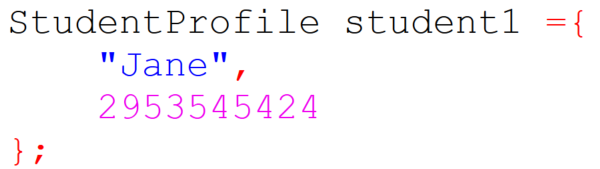 StudentProfile student1 ={
    "Jane",
    2953545424
};